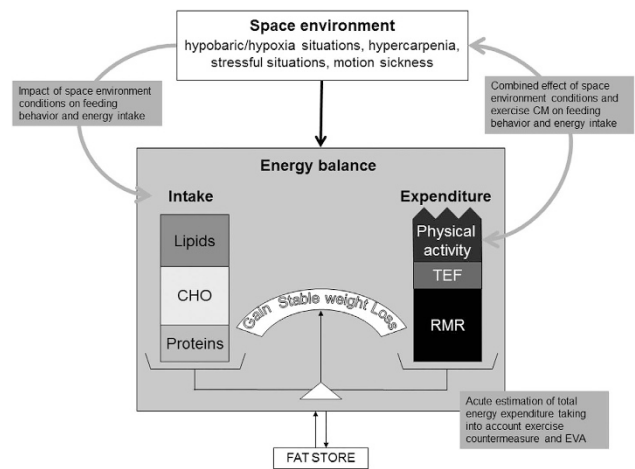 Space environment
hypobaric/hypoxia situations, hypercarpenia,
stressful situations, motion sickness
Impact of space environment
conditions on feeding
behavior and energy intake
Combined effect of space
environment conditions and
exercise CM on feeding
behavior and energy intake
Energy balance
Intake
Expenditure
Lipids
CHO
Proteins
Gain Stable weight Loss
Physical
activity
TEF
RMR
Acute estimation of total
energy expenditure taking
into account exercise
countermeasure and EVA
FAT STORE